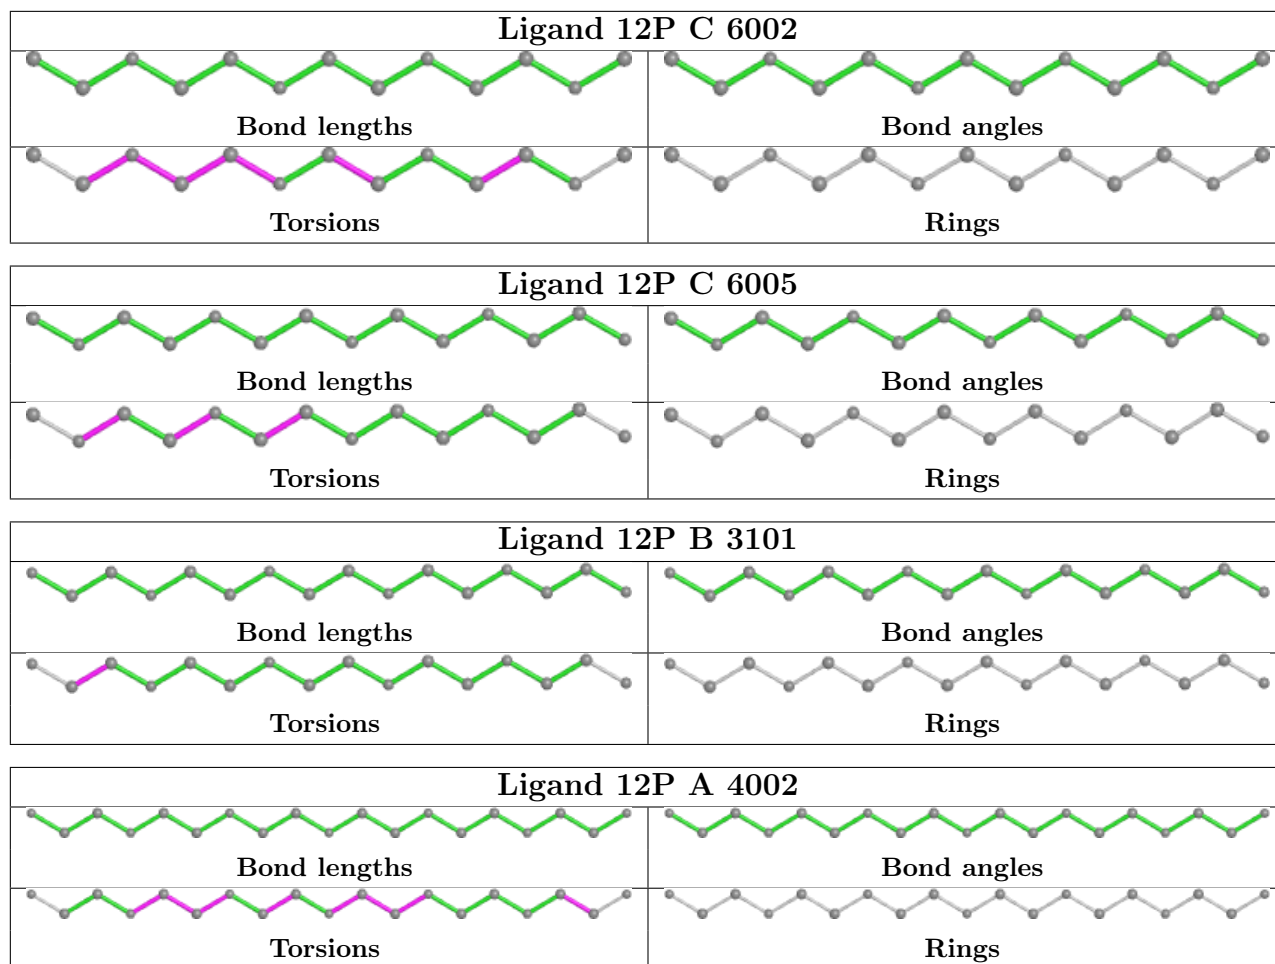 Ligand 12P C 6002
Bond lengths Bond angles
Torsions Rings
Ligand 12P C 6005
Bond lengths Bond angles
Torsions Rings
Ligand 12P B 3101
Bond lengths Bond angles
Torsions Rings
Ligand 12P A 4002
Bond lengths Bond angles
Torsions Rings